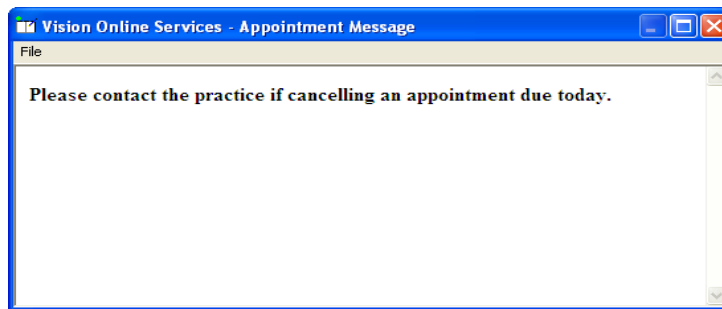 Vision Online Services - Appointment Message
File
Please contact the practice if cancelling an appointment due today.